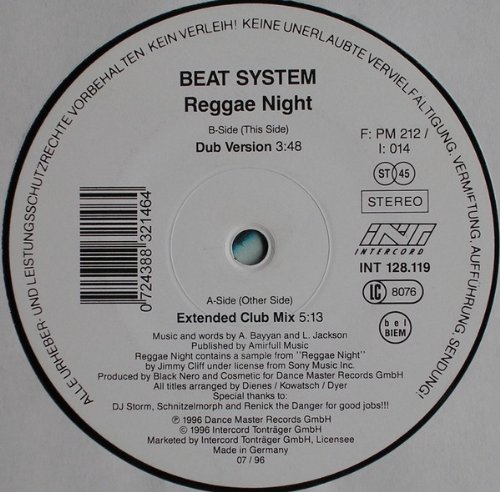 ALLE URHEBER- UND LEISTUNGSSCHUTZRECHTE VORBEHALTEN KEIN VERLEIH! KEINE UNERLAUBTE VERVIELFALTIGUNG, VERMIFTUNG, AUFFÜHRUNG, SENDUNG!
BEAT SYSTEM
Reggae Night
B-Side (This Side)
Dub Version 3:48
F: PM 212 /
I: 014
ST 45
STEREO
INT
INTERCORD
INT 128.119
LC 8076
bel
BIEM
0 724388 321464
A-Side (Other Side)
Extended Club Mix 5:13
Music and words by A. Bayyan and L. Jackson
Published by Amirfull Music
Reggae Night contains a sample from "Reggae Night"
by Jimmy Cliff under license from Sony Music Inc.
Produced by Black Nero and Cosmetic for Dance Master Records GmbH
All titles arranged by Dienes / Kowatsch / Dyer
Special thanks to:
DJ Storm, Schnitzelmorph and Renick the Danger for good jobs!!!
℗ 1996 Dance Master Records GmbH
© 1996 Intercord Tonträger GmbH
Marketed by Intercord Tonträger GmbH, Licensee
Made in Germany
07 / 96